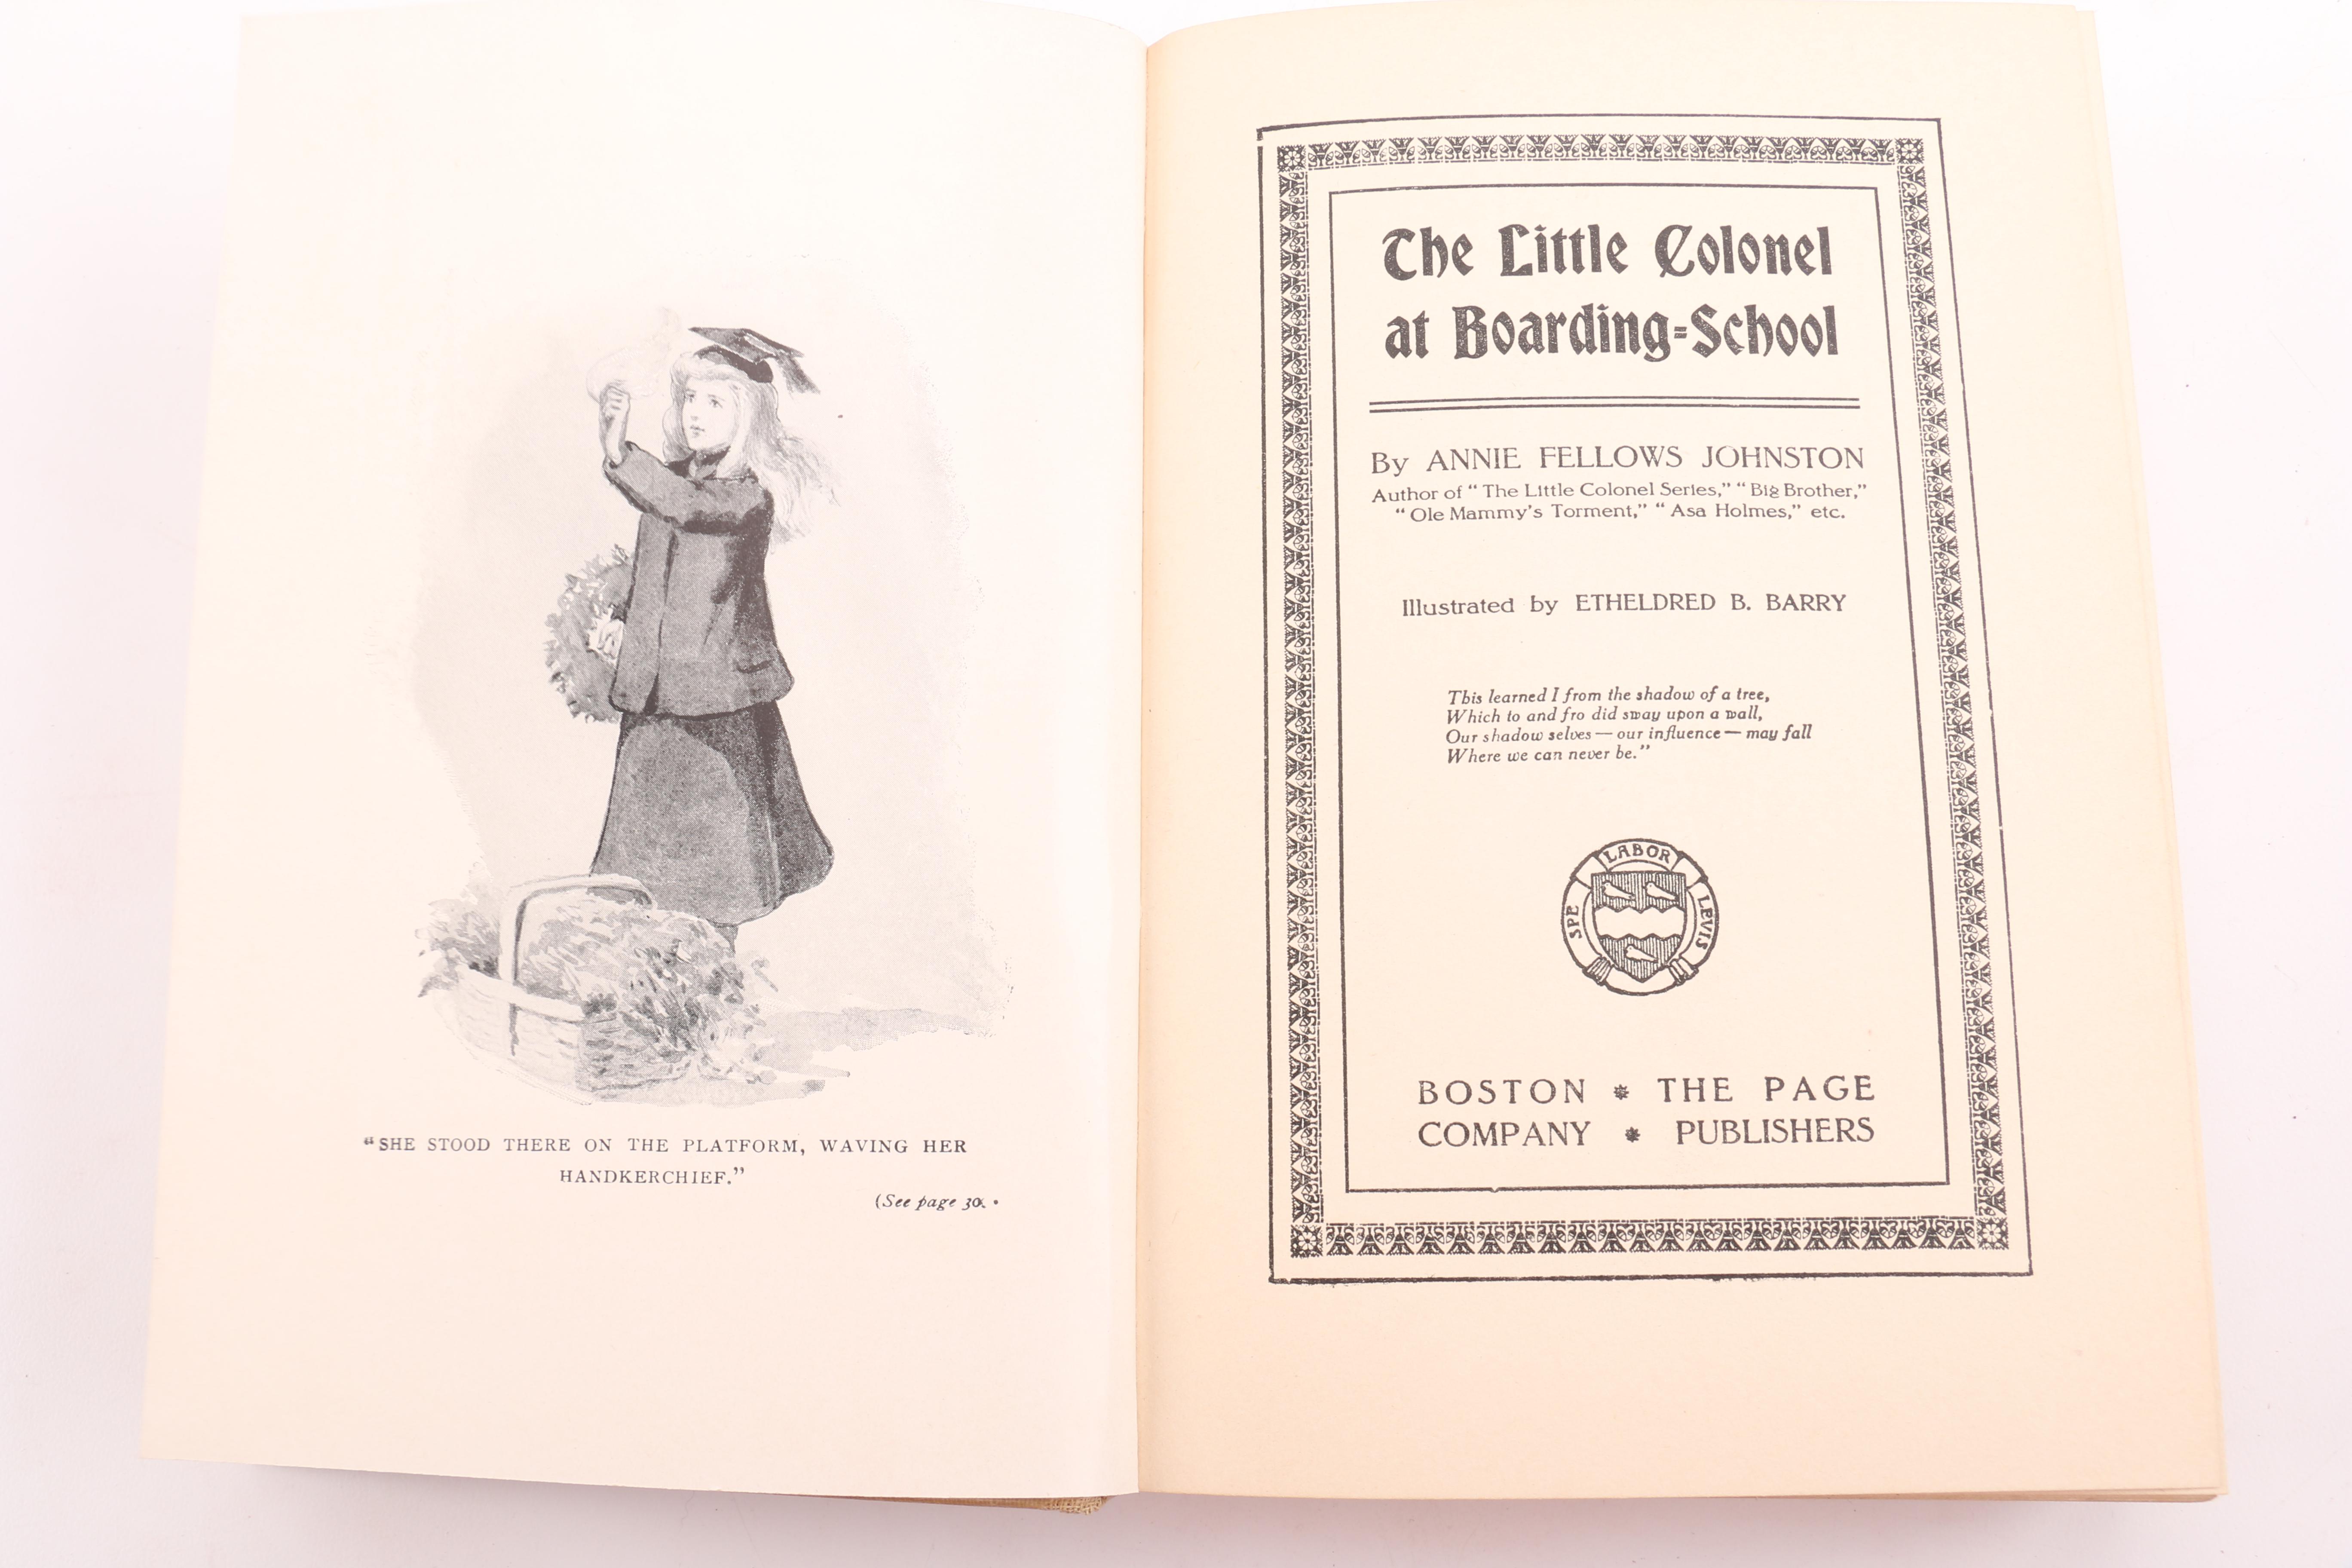 “SHE STOOD THERE ON THE PLATFORM, WAVING HER
HANDKERCHIEF.”
(See page
The Little Colonel
at Boarding=School
By ANNIE FELLOWS JOHNSTON
Author of “The Little Colonel Series,” “Big Brother,”
“Ole Mammy's Torment,” “Asa Holmes,” etc.
Illustrated by ETHELDRED B. BARRY
This learned I from the shadow of a tree,
Which to and fro did sway upon a wall,
Our shadow selves — our influence — may fall
Where we can never be.”
SPE LABOR LEVIS
BOSTON * THE PAGE
COMPANY * PUBLISHERS